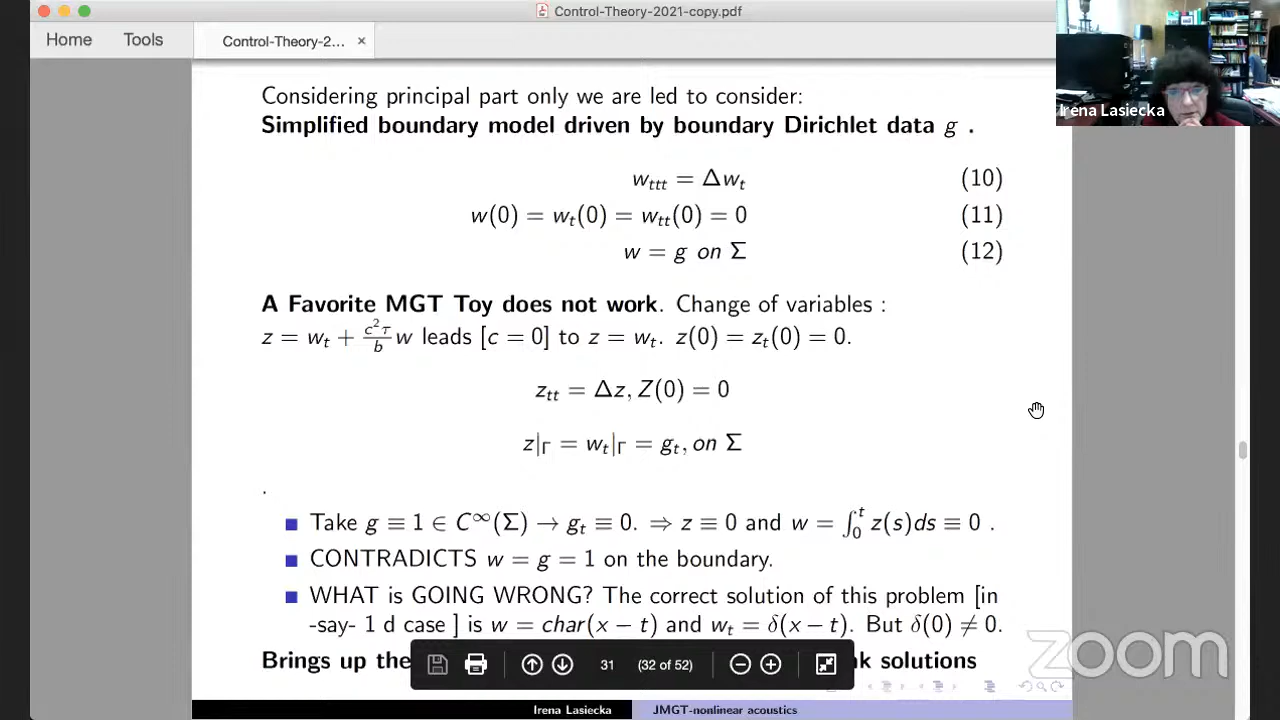 Control-Theory-2021-copy.pdf
Home Tools Control-Theory-2... ×
Irena Lasiecka
Considering principal part only we are led to consider:
Simplified boundary model driven by boundary Dirichlet data g .
w_ttt = Δw_t (10)
w(0) = w_t(0) = w_tt(0) = 0 (11)
w = g on Σ (12)
A Favorite MGT Toy does not work. Change of variables :
z = w_t + c²τ/b w leads [c = 0] to z = w_t. z(0) = z_t(0) = 0.
z_tt = Δz, Z(0) = 0
z|_Γ = w_t|_Γ = g_t, on Σ
.
■ Take g ≡ 1 ∈ C^∞(Σ) → g_t ≡ 0. ⇒ z ≡ 0 and w = ∫_0^t z(s)ds ≡ 0 .
■ CONTRADICTS w = g = 1 on the boundary.
■ WHAT is GOING WRONG? The correct solution of this problem [in
-say- 1 d case ] is w = char(x − t) and w_t = δ(x − t). But δ(0) ≠ 0.
Brings up the solutions
31 (32 of 52)
zoom
Irena Lasiecka JMGT-nonlinear acoustics